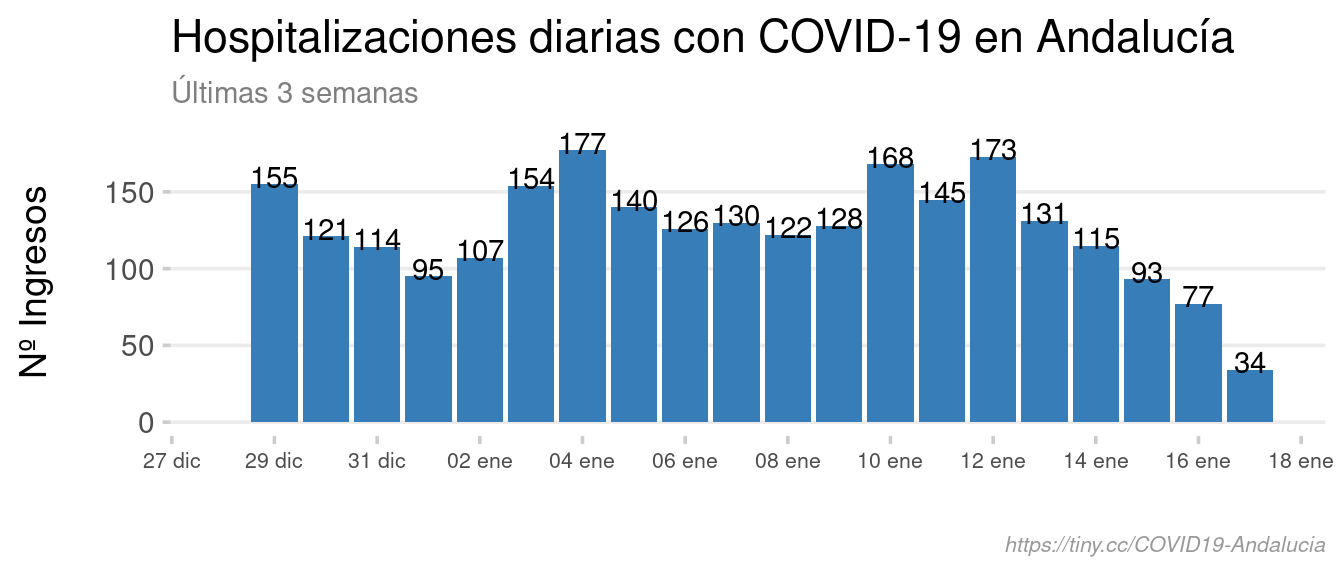 Hospitalizaciones diarias con COVID-19 en Andalucía
Últimas 3 semanas
Nº Ingresos
150
100
50
0
155
121
114
95
107
154
177
140
126
130
122
128
168
145
173
131
115
93
77
34
27 dic
29 dic
31 dic
02 ene
04 ene
06 ene
08 ene
10 ene
12 ene
14 ene
16 ene
18 ene
https://tiny.cc/COVID19-Andalucia